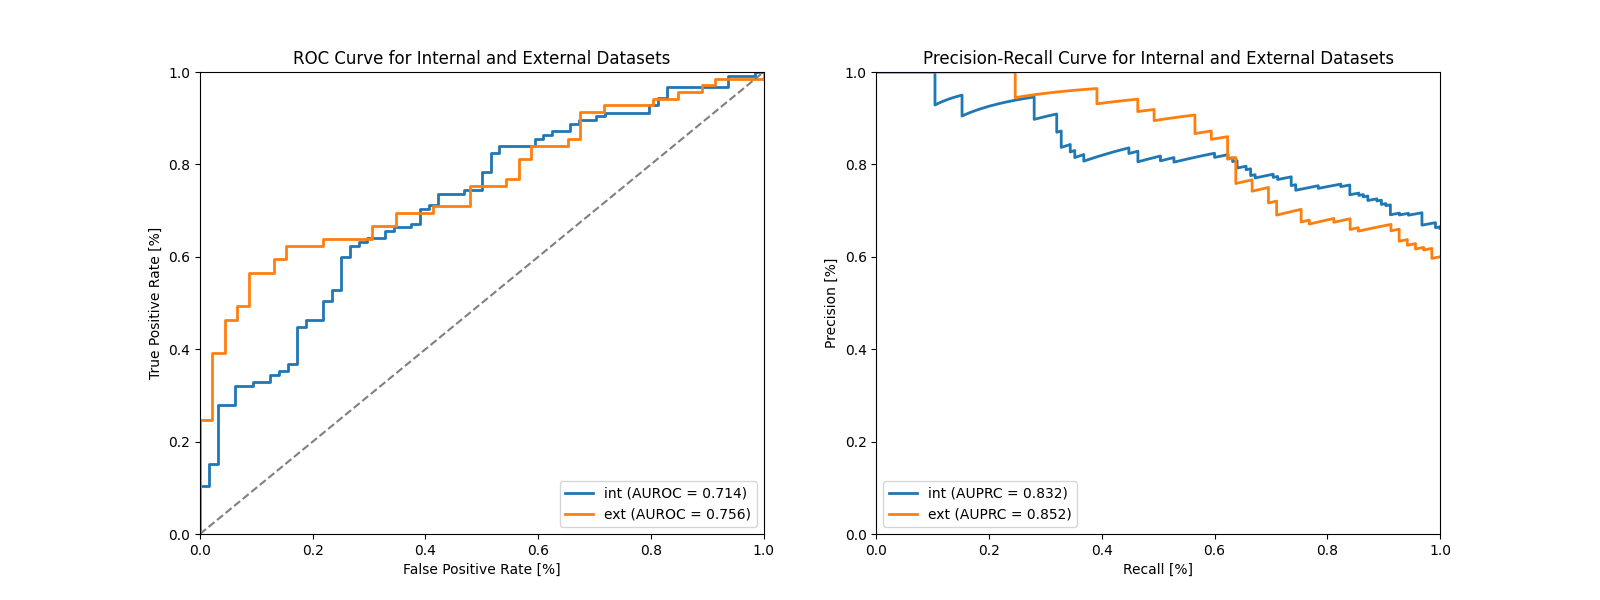 ROC Curve for Internal and External Datasets
1.0
0.8
0.6
0.4
0.2
0.0
True Positive Rate [%]
0.0 0.2 0.4 0.6 0.8 1.0
False Positive Rate [%]
int (AUROC = 0.714)
ext (AUROC = 0.756)
Precision-Recall Curve for Internal and External Datasets
1.0
0.8
0.6
0.4
0.2
0.0
Precision [%]
0.0 0.2 0.4 0.6 0.8 1.0
Recall [%]
int (AUPRC = 0.832)
ext (AUPRC = 0.852)